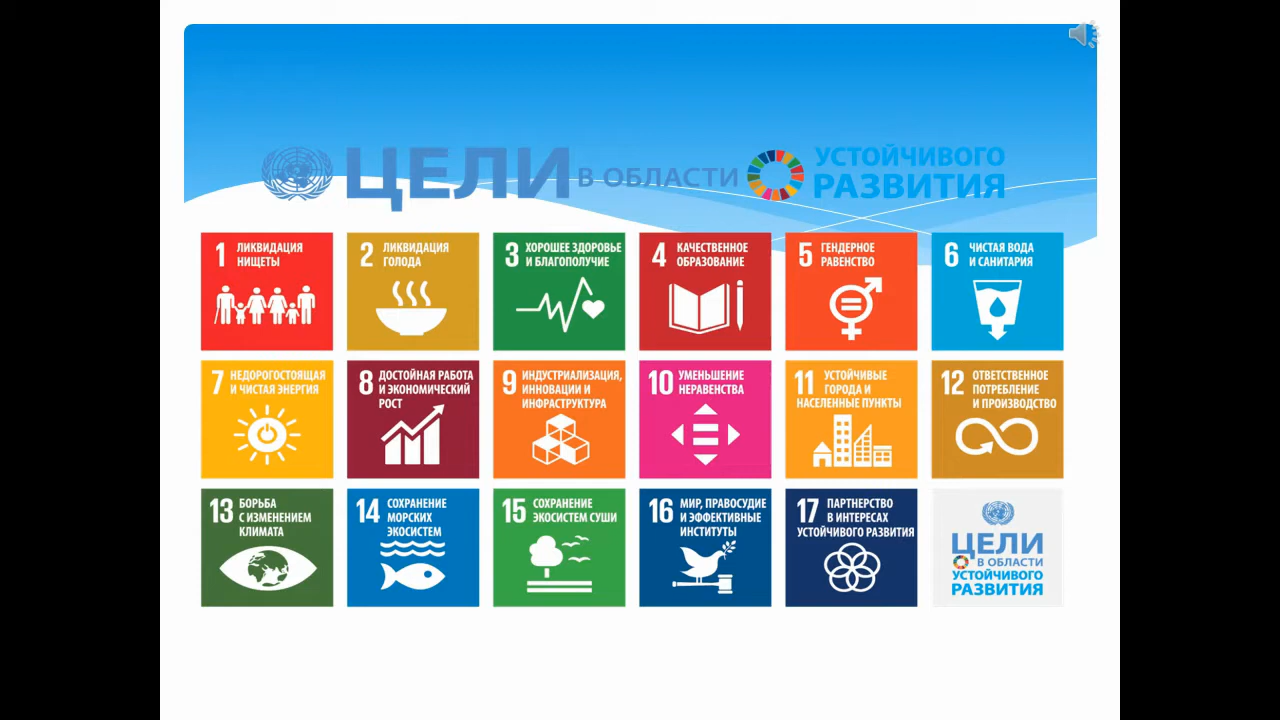 ЦЕЛИ В ОБЛАСТИ УСТОЙЧИВОГО
РАЗВИТИЯ
1 ЛИКВИДАЦИЯ
НИЩЕТЫ
2 ЛИКВИДАЦИЯ
ГОЛОДА
3 ХОРОШЕЕ ЗДОРОВЬЕ
И БЛАГОПОЛУЧИЕ
4 КАЧЕСТВЕННОЕ
ОБРАЗОВАНИЕ
5 ГЕНДЕРНОЕ
РАВЕНСТВО
6 ЧИСТАЯ ВОДА
И САНИТАРИЯ
7 НЕДОРОГОСТОЯЩАЯ
И ЧИСТАЯ ЭНЕРГИЯ
8 ДОСТОЙНАЯ РАБОТА
И ЭКОНОМИЧЕСКИЙ
РОСТ
9 ИНДУСТРИАЛИЗАЦИЯ,
ИННОВАЦИИ И
ИНФРАСТРУКТУРА
10 УМЕНЬШЕНИЕ
НЕРАВЕНСТВА
11 УСТОЙЧИВЫЕ
ГОРОДА И
НАСЕЛЕННЫЕ ПУНКТЫ
12 ОТВЕТСТВЕННОЕ
ПОТРЕБЛЕНИЕ
И ПРОИЗВОДСТВО
13 БОРЬБА
С ИЗМЕНЕНИЕМ
КЛИМАТА
14 СОХРАНЕНИЕ
МОРСКИХ
ЭКОСИСТЕМ
15 СОХРАНЕНИЕ
ЭКОСИСТЕМ СУШИ
16 МИР, ПРАВОСУДИЕ
И ЭФФЕКТИВНЫЕ
ИНСТИТУТЫ
17 ПАРТНЕРСТВО
В ИНТЕРЕСАХ
УСТОЙЧИВОГО РАЗВИТИЯ
ЦЕЛИ
В ОБЛАСТИ
УСТОЙЧИВОГО
РАЗВИТИЯ